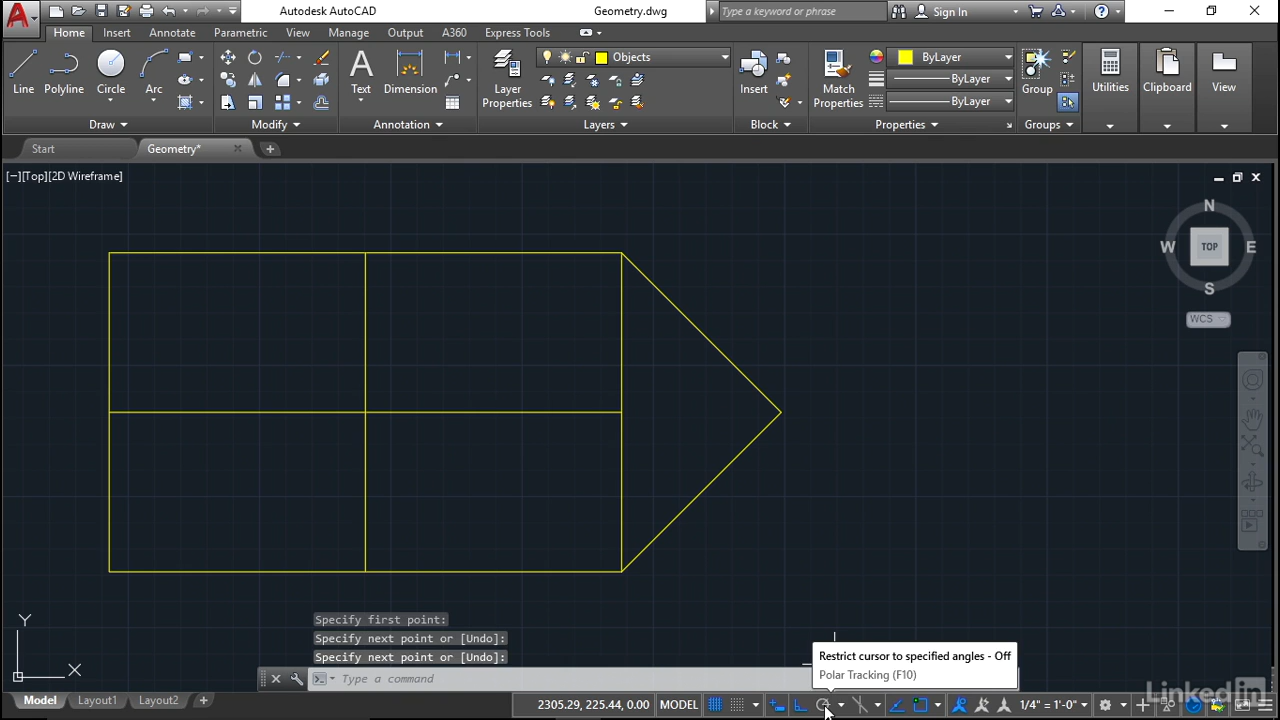 Autodesk AutoCAD
Geometry.dwg
Type a keyword or phrase
Sign In
Home
Insert
Annotate
Parametric
View
Manage
Output
A360
Express Tools
Line
Polyline
Circle
Arc
Draw
Modify
Text
Dimension
Annotation
Layer
Properties
Objects
Layers
Insert
Block
Match
Properties
ByLayer
ByLayer
ByLayer
Properties
Group
Groups
Utilities
Clipboard
View
Start
Geometry*
[−][Top][2D Wireframe]
N
W
TOP
E
S
WCS
Y
X
Specify first point:
Specify next point or [Undo]:
Specify next point or [Undo]:
Type a command
Restrict cursor to specified angles - Off
Polar Tracking (F10)
Model
Layout1
Layout2
2305.29, 225.44, 0.00
MODEL
1/4" = 1'-0"
Linked in